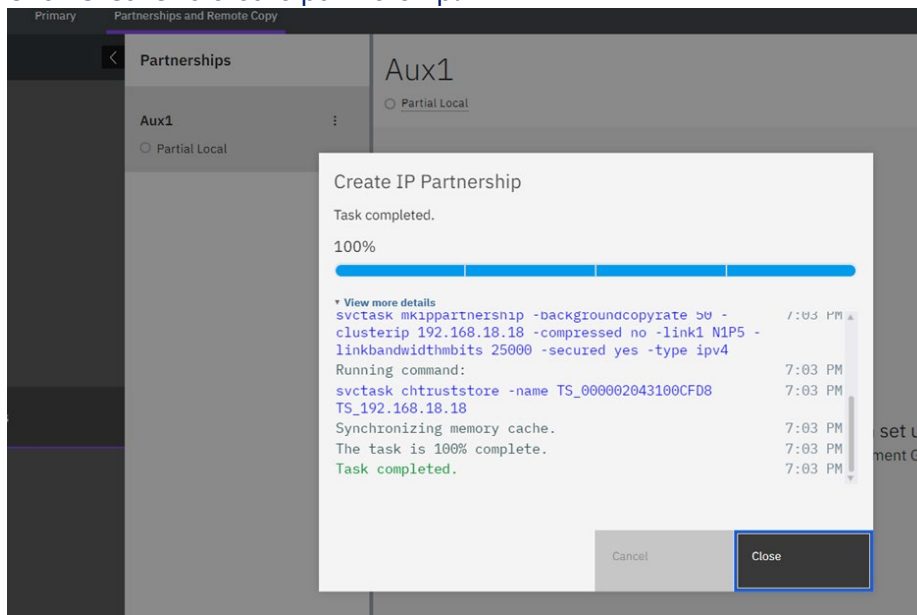 Primary
Partnerships and Remote Copy
Partnerships
Aux1
Partial Local
Aux1
Partial Local
Create IP Partnership
Task completed.
100%
View more details
svctask mkippartnership -backgroundcopyrate 50 - 7:03 PM
clusterip 192.168.18.18 -compressed no -link1 N1P5 -
linkbandwidthmbits 25000 -secured yes -type ipv4
Running command: 7:03 PM
svctask chtruststore -name TS_000002043100CFD8 7:03 PM
TS_192.168.18.18
Synchronizing memory cache. 7:03 PM
The task is 100% complete. 7:03 PM
Task completed. 7:03 PM
set u
ment G
Cancel
Close